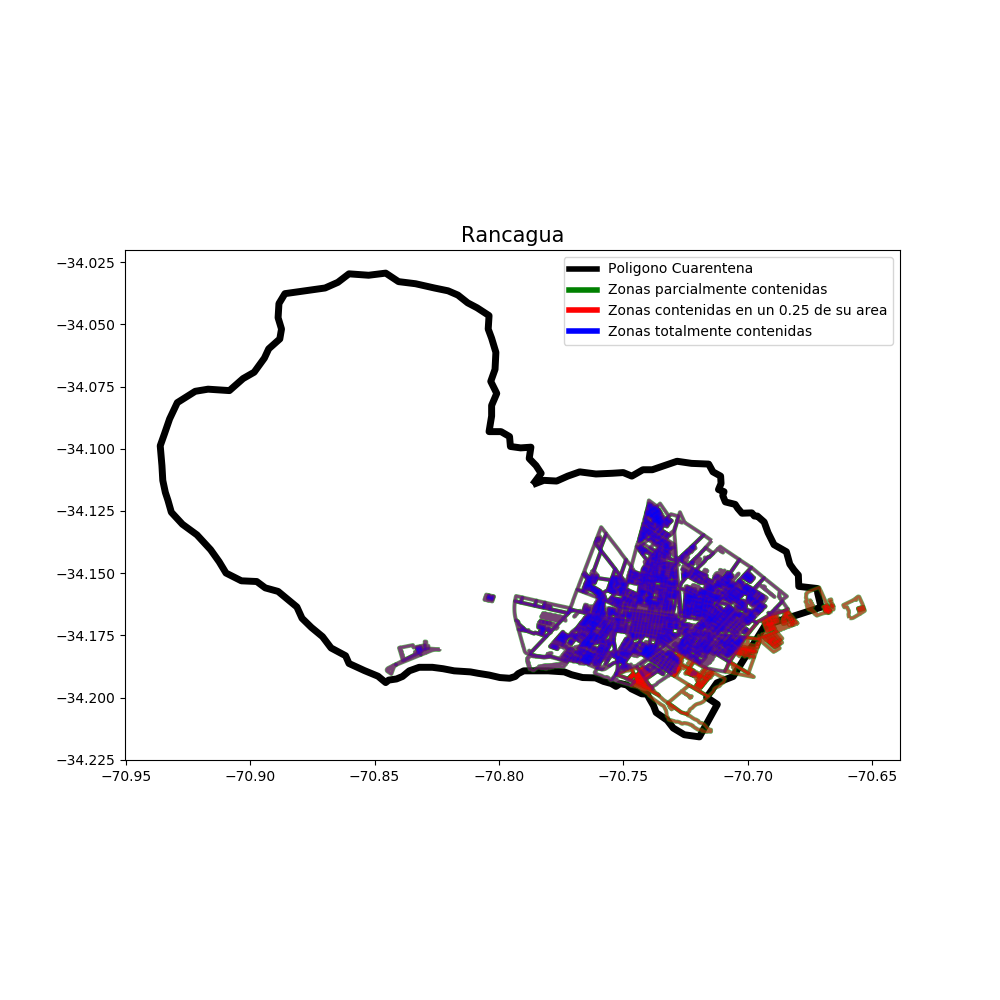 Rancagua
−34.025
−34.050
−34.075
−34.100
−34.125
−34.150
−34.175
−34.200
−34.225
Poligono Cuarentena
Zonas parcialmente contenidas
Zonas contenidas en un 0.25 de su area
Zonas totalmente contenidas
−70.95 −70.90 −70.85 −70.80 −70.75 −70.70 −70.65